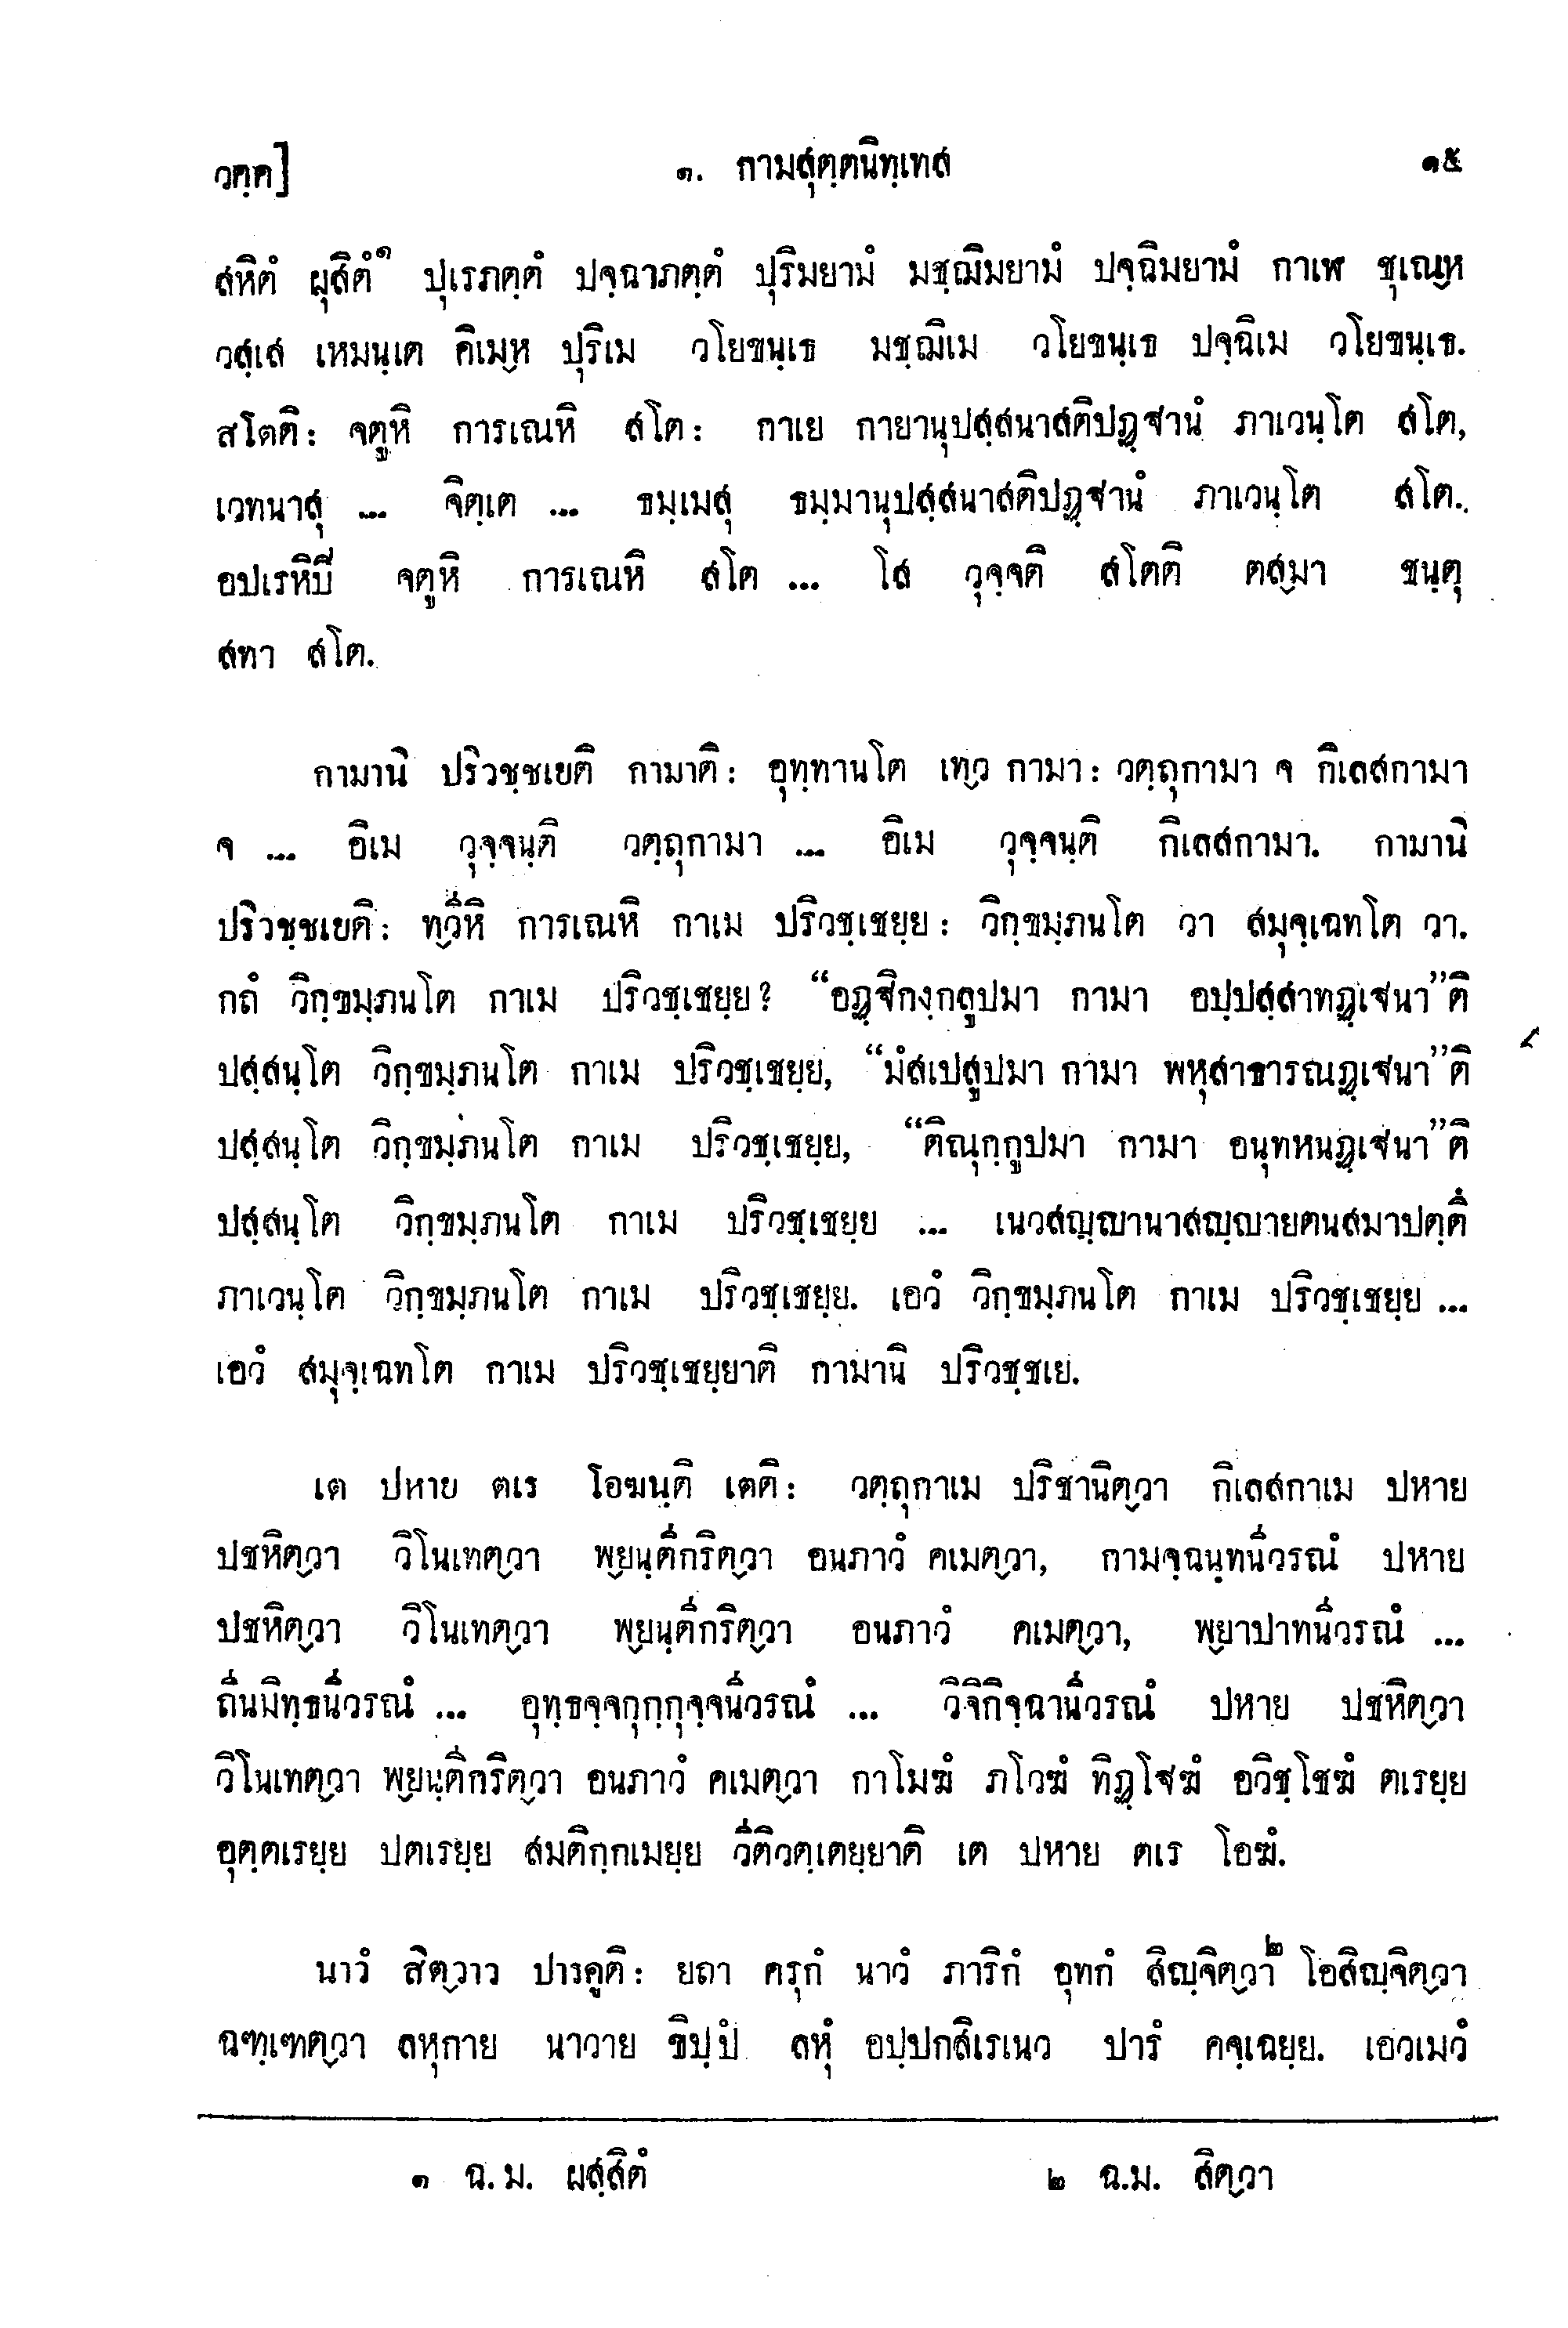 วคฺค]
๑. กามสุตฺตนิทฺเทส
๑๕
สหิตํ ผุสิตํ๑ ปุเรภตฺตํ ปจฺฉาภตฺตํ ปุริมยามํ มชฺฌิมยามํ ปจฺฉิมยามํ กาเฬ ชุเณฺห
วสฺเส เหมนฺเต คิเมฺห ปุริเม วโยขนฺเธ มชฺฌิเม วโยขนฺเธ ปจฺฉิเม วโยขนฺเธ.
สโตติ: จตูหิ การเณหิ สโต: กาเย กายานุปสฺสนาสติปฏฺฐานํ ภาเวนฺโต สโต,
เวทนาสุ ... จิตฺเต ... ธมฺเมสุ ธมฺมานุปสฺสนาสติปฏฺฐานํ ภาเวนฺโต สโต.
อปเรหิปี จตูหิ การเณหิ สโต ... โส วุจฺจติ สโตติ ตสฺมา ชนฺตุ
สทา สโต.
กามานิ ปริวชฺชเยติ กามาติ: อุทฺทานโต เทฺว กามา: วตฺถุกามา จ กิเลสกามา
จ ... อิเม วุจฺจนฺติ วตฺถุกามา ... อิเม วุจฺจนฺติ กิเลสกามา. กามานิ
ปริวชฺชเยติ: ทฺวีหิ การเณหิ กาเม ปริวชฺเชยฺย: วิกฺขมฺภนโต วา สมุจฺเฉทโต วา.
กถํ วิกฺขมฺภนโต กาเม ปริวชฺเชยฺย? “อฏฺฐิกงฺกลูปมา กามา อปฺปสฺสาทฏฺเฐนา”ติ
ปสฺสนฺโต วิกฺขมฺภนโต กาเม ปริวชฺเชยฺย, “มํสเปสูปมา กามา พหุสาธารณฏฺเฐนา”ติ
ปสฺสนฺโต วิกฺขมฺภนโต กาเม ปริวชฺเชยฺย, “ติณุกฺกูปมา กามา อนุทหนฏฺเฐนา”ติ
ปสฺสนฺโต วิกฺขมฺภนโต กาเม ปริวชฺเชยฺย ... เนวสญฺญานาสญฺญายตนสมาปตฺตึ
ภาเวนฺโต วิกฺขมฺภนโต กาเม ปริวชฺเชยฺย. เอวํ วิกฺขมฺภนโต กาเม ปริวชฺเชยฺย ...
เอวํ สมุจฺเฉทโต กาเม ปริวชฺเชยฺยาติ กามานิ ปริวชฺชเย.
เต ปหาย ตเร โอฆนฺติ เตติ: วตฺถุกาเม ปริชานิตฺวา กิเลสกาเม ปหาย
ปชหิตฺวา วิโนเทตฺวา พฺยนฺตีกริตฺวา อนภาวํ คเมตฺวา, กามจฺฉนฺทนีวรณํ ปหาย
ปชหิตฺวา วิโนเทตฺวา พฺยนฺตีกริตฺวา อนภาวํ คเมตฺวา, พฺยาปาทนีวรณํ ...
ถีนมิทฺธนีวรณํ ... อุทฺธจฺจกุกฺกุจฺจนีวรณํ ... วิจิกิจฺฉานีวรณํ ปหาย ปชหิตฺวา
วิโนเทตฺวา พฺยนฺตีกริตฺวา อนภาวํ คเมตฺวา กาโมฆํ ภโวฆํ ทิฏฺโฐฆํ อวิชฺโชฆํ ตเรยฺย
อุตฺตเรยฺย ปตเรยฺย สมติกฺกเมยฺย วีติวตฺเตยฺยาติ เต ปหาย ตเร โอฆํ.
นาวํ สิตฺวาว ปารคูติ: ยถา ครุกํ นาวํ ภาริกํ อุทกํ สิญฺจิตฺวา๒ โอสิญฺจิตฺวา
ฉฑฺเฑตฺวา ลหุกาย นาวาย ขิปฺปํ ลหุํ อปฺปกสิเรเนว ปารํ คจฺเฉยฺย. เอวเมวํ
๑ ฉ.ม. ผสฺสิตํ
๒ ฉ.ม. สิตฺวา